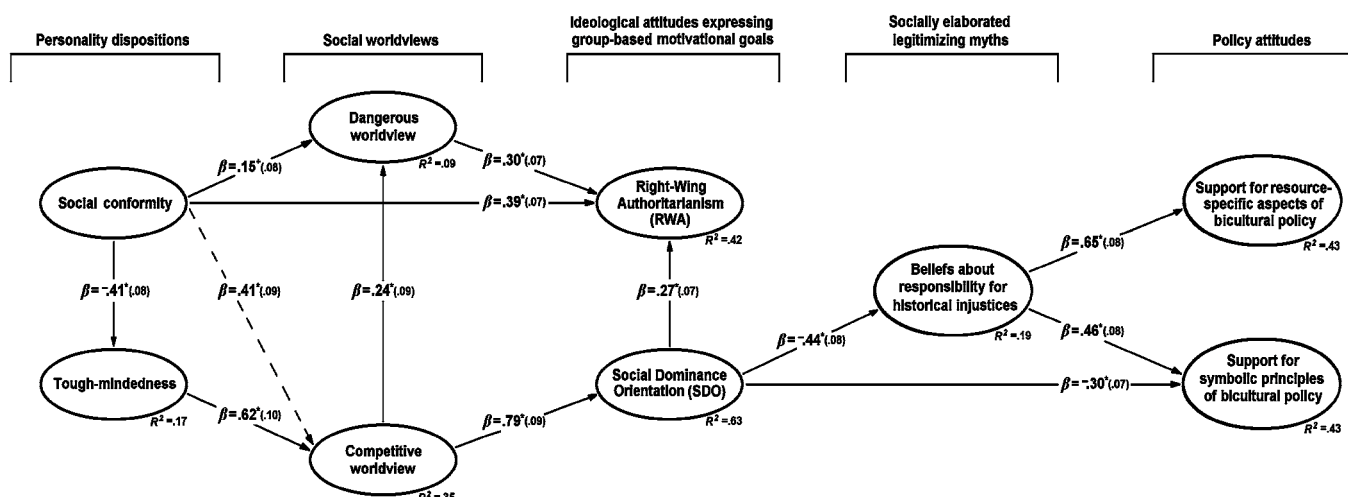 Personality dispositions
Social worldviews
Ideological attitudes expressing
group-based motivational goals
Socially elaborated
legitimizing myths
Policy attitudes
Dangerous
worldview
R² =.09
β=.15*(.08)
β=.30*(.07)
Social conformity
β=.39*(.07)
Right-Wing
Authoritarianism
(RWA)
R² =.42
Support for resource-
specific aspects of
bicultural policy
R² =.43
β=.65*(.08)
β=-.41*(.08)
β=.41*(.09)
β=.24*(.09)
β=.27*(.07)
Beliefs about
responsibility for
historical injustices
R² =.19
β=-.44*(.08)
β=.46*(.08)
Tough-mindedness
R² =.17
β=.62*(.10)
Social Dominance
Orientation (SDO)
R² =.63
β=-.30*(.07)
Support for
symbolic principles
of bicultural policy
R² =.43
β=.79*(.09)
Competitive
worldview
R² =.35